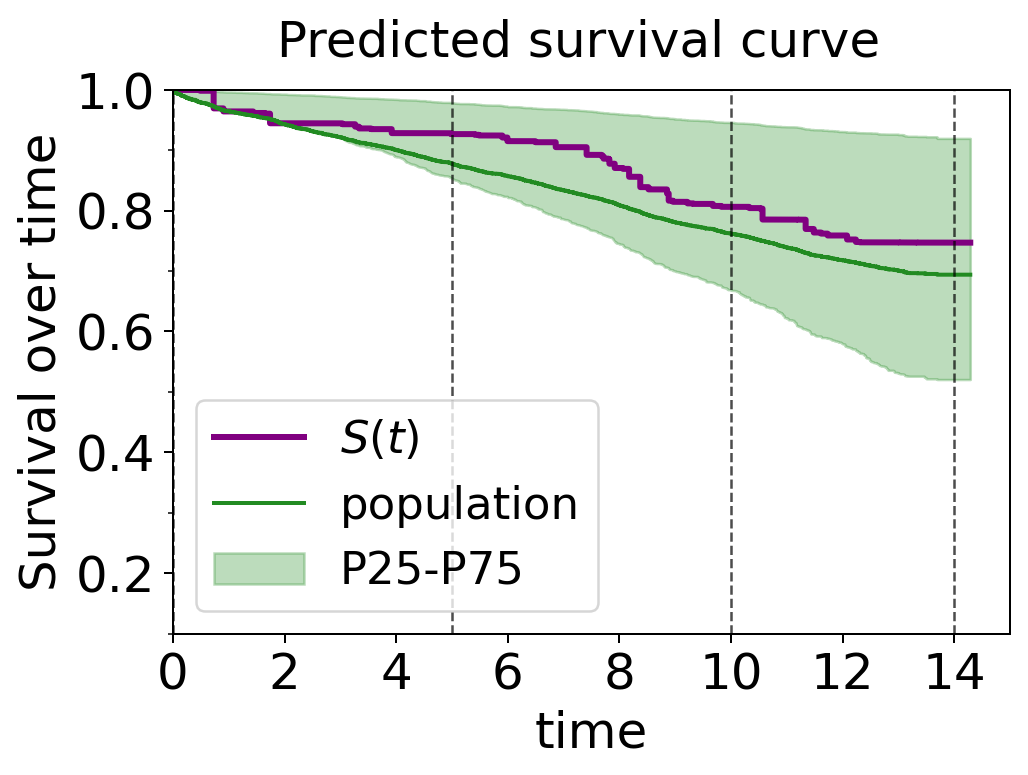 Predicted survival curve
Survival over time
1.0
0.8
0.6
0.4
0.2
S(t)
population
P25-P75
0 2 4 6 8 10 12 14
time